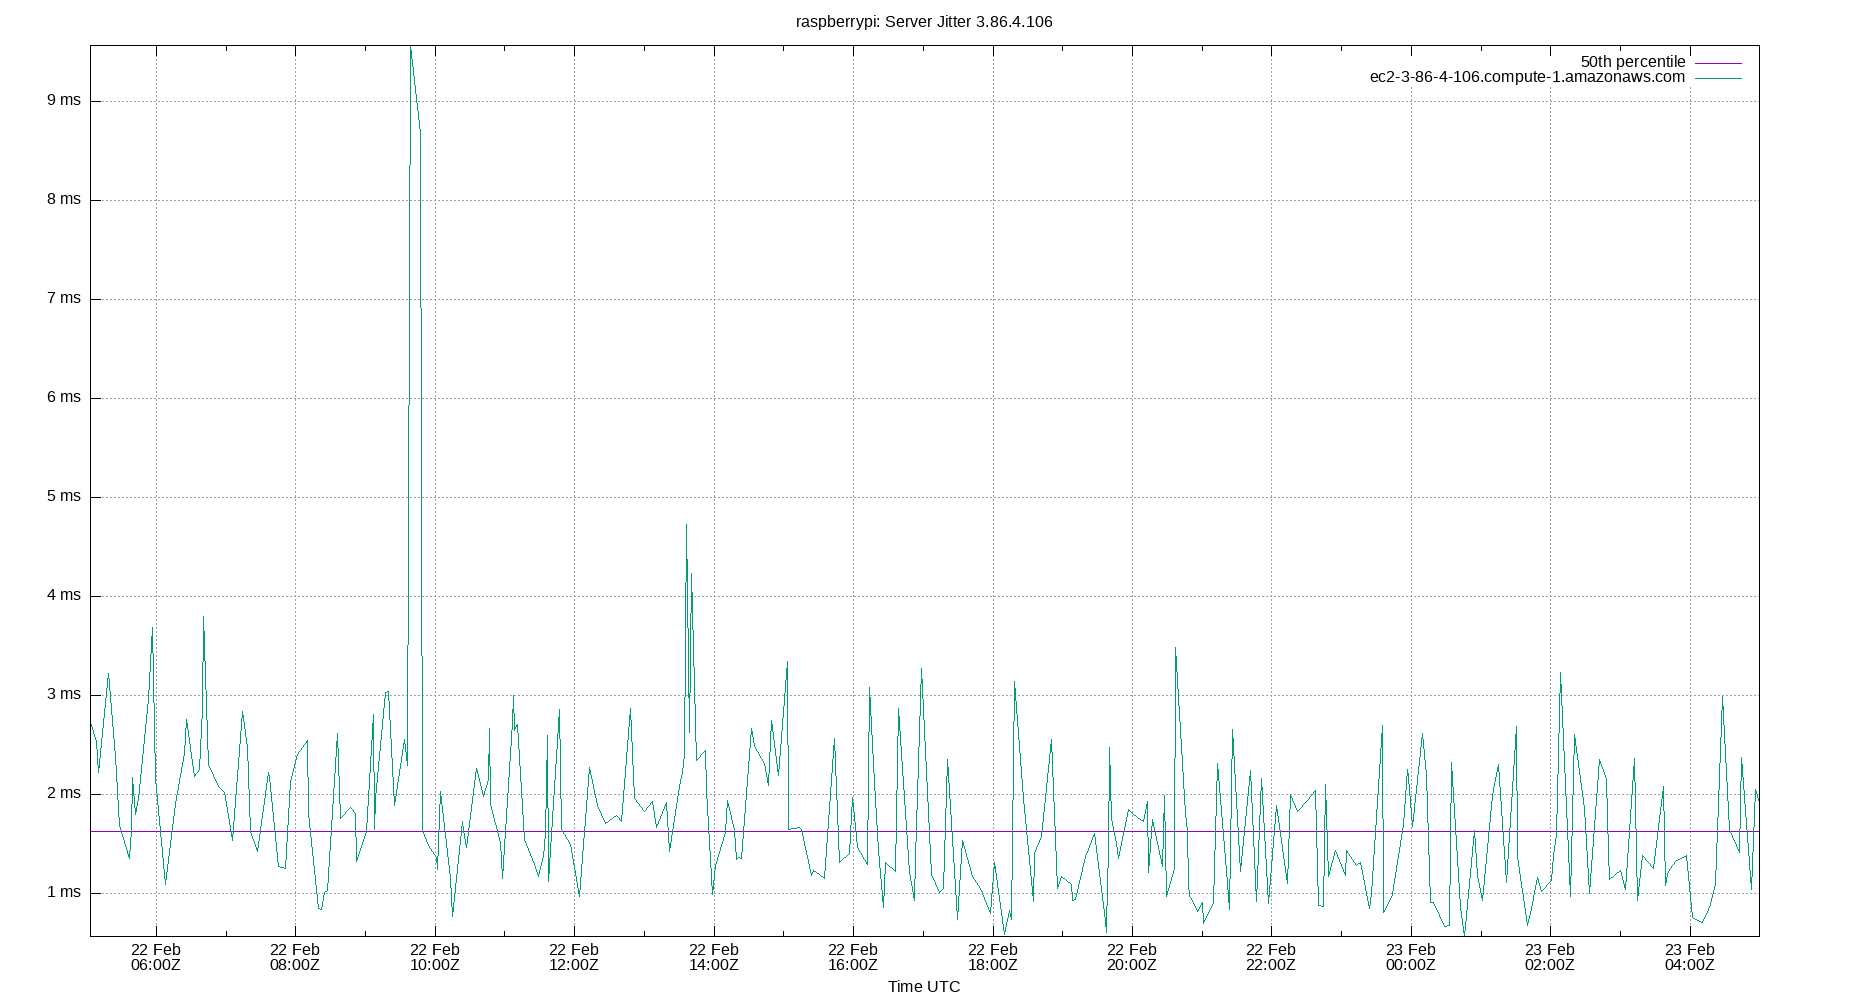 raspberrypi: Server Jitter 3.86.4.106
50th percentile
ec2-3-86-4-106.compute-1.amazonaws.com
9 ms
8 ms
7 ms
6 ms
5 ms
4 ms
3 ms
2 ms
1 ms
22 Feb 22 Feb 22 Feb 22 Feb 22 Feb 22 Feb 22 Feb 22 Feb 22 Feb 23 Feb 23 Feb 23 Feb
06:00Z 08:00Z 10:00Z 12:00Z 14:00Z 16:00Z 18:00Z 20:00Z 22:00Z 00:00Z 02:00Z 04:00Z
Time UTC